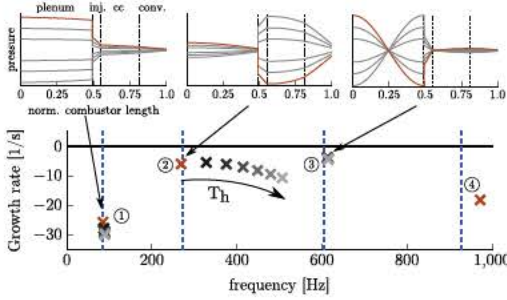 plenum inj. cc conv.
pressure
0 0.25 0.5 0.75 1.0
0 0.25 0.5 0.75 1.0
0 0.25 0.5 0.75 1.0
norm. combustor length
Growth rate [1/s]
0
−10
−20
−30
① ② ③ ④
T_h
0 200 400 600 800 1,000
frequency [Hz]